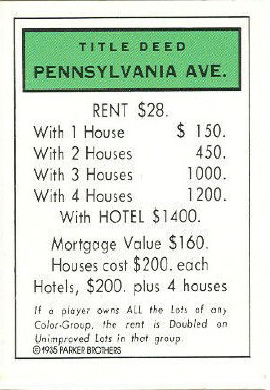 TITLE DEED
PENNSYLVANIA AVE.
RENT $28.
With 1 House $ 150.
With 2 Houses 450.
With 3 Houses 1000.
With 4 Houses 1200.
With HOTEL $1400.
Mortgage Value $160.
Houses cost $200. each
Hotels, $200. plus 4 houses
If a player owns ALL the Lots of any
Color-Group, the rent is Doubled on
Unimproved Lots in that group.
©1935 PARKER BROTHERS